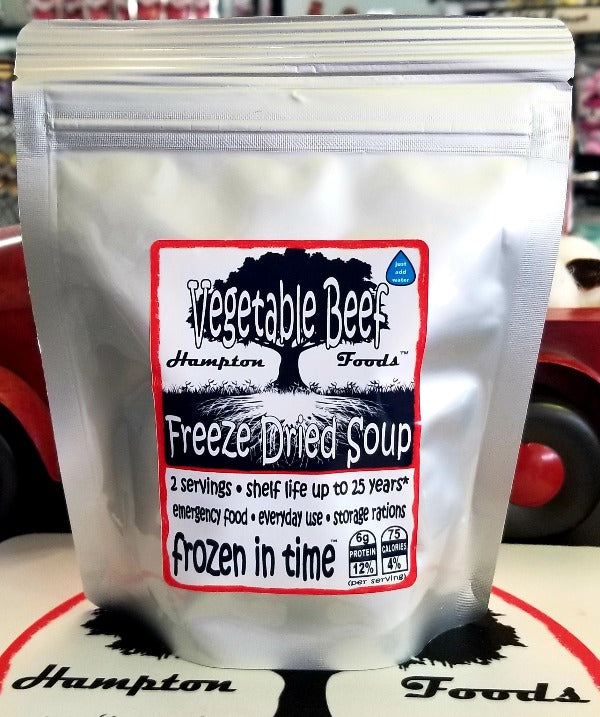 just
add
water
Vegetable Beef
Hampton Foods™
Freeze Dried Soup
2 servings • shelf life up to 25 years*
emergency food • everyday use • storage rations
frozen in time™
6g
PROTEIN
12%
75
CALORIES
4%
(per serving)
Hampton Foods